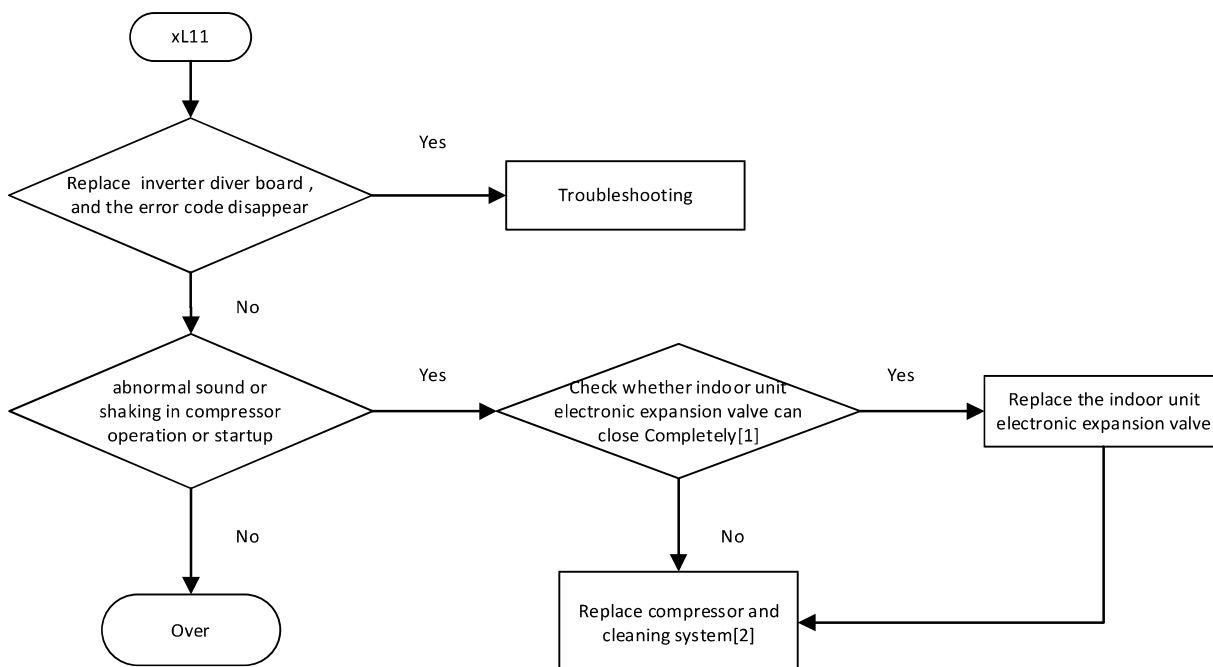 xL11
Yes
Replace inverter diver board ,
and the error code disappear
Troubleshooting
No
abnormal sound or
shaking in compressor
operation or startup
Yes
Check whether indoor unit
electronic expansion valve can
close Completely[1]
Yes
Replace the indoor unit
electronic expansion valve
No
No
Over
Replace compressor and
cleaning system[2]